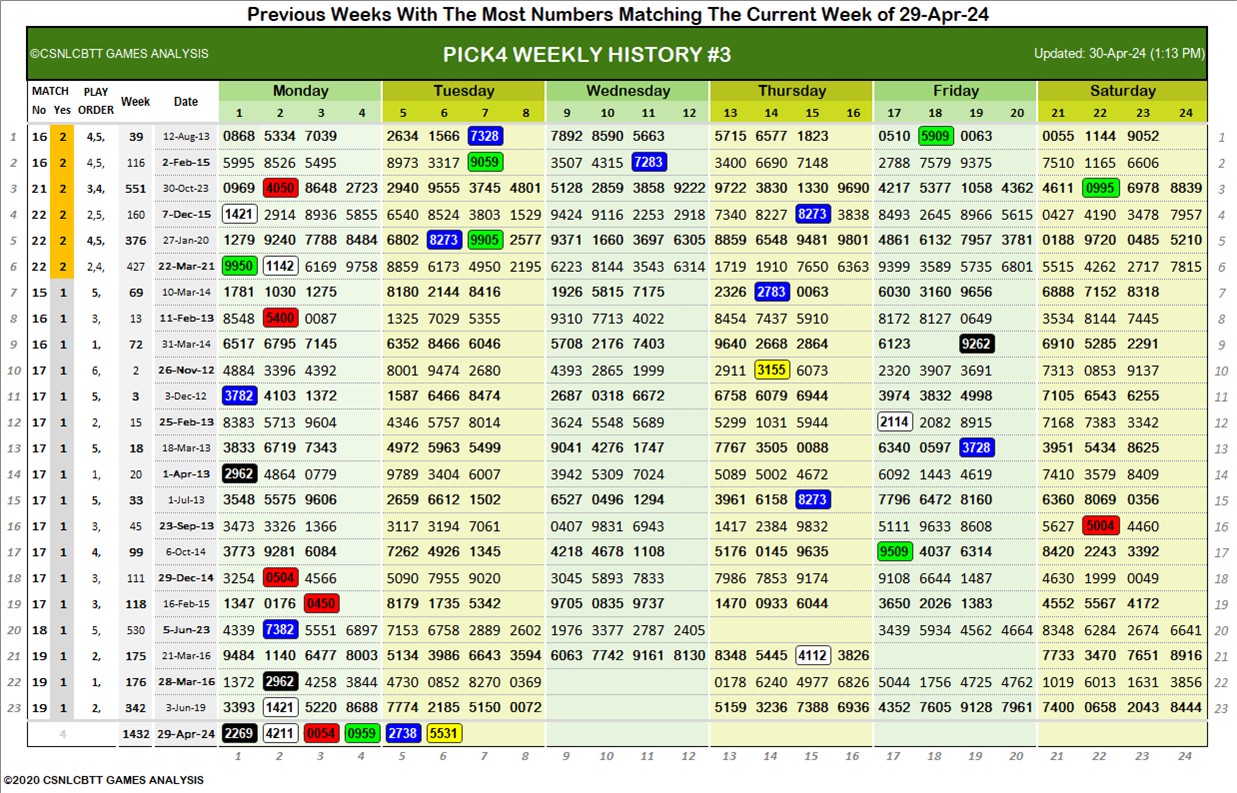 Previous Weeks With The Most Numbers Matching The Current Week of 29-Apr-24
©CSNLCBTT GAMES ANALYSIS PICK4 WEEKLY HISTORY #3 Updated: 30-Apr-24 (1:13 PM)
MATCH PLAY Week Date Monday Tuesday Wednesday Thursday Friday Saturday
No Yes ORDER 1 2 3 4 5 6 7 8 9 10 11 12 13 14 15 16 17 18 19 20 21 22 23 24
1 16 2 4,5, 39 12-Aug-13 0868 5334 7039 2634 1566 7328 7892 8590 5663 5715 6577 1823 0510 5909 0063 0055 1144 9052 1
2 16 2 4,5, 116 2-Feb-15 5995 8526 5495 8973 3317 9059 3507 4315 7283 3400 6690 7148 2788 7579 9375 7510 1165 6606 2
3 21 2 3,4, 551 30-Oct-23 0969 4050 8648 2723 2940 9555 3745 4801 5128 2859 3858 9222 9722 3830 1330 9690 4217 5377 1058 4362 4611 0995 6978 8839 3
4 22 2 2,5, 160 7-Dec-15 1421 2914 8936 5855 6540 8524 3803 1529 9424 9116 2253 2918 7340 8227 8273 3838 8493 2645 8966 5615 0427 4190 3478 7957 4
5 22 2 4,5, 376 27-Jan-20 1279 9240 7788 8484 6802 8273 9905 2577 9371 1660 3697 6305 8859 6548 9481 9801 4861 6132 7957 3781 0188 9720 0485 5210 5
6 22 2 2,4, 427 22-Mar-21 9950 1142 6169 9758 8859 6173 4950 2195 6223 8144 3543 6314 1719 1910 7650 6363 9399 3589 5735 6801 5515 4262 2717 7815 6
7 15 1 5, 69 10-Mar-14 1781 1030 1275 8180 2144 8416 1926 5815 7175 2326 2783 0063 6030 3160 9656 6888 7152 8318 7
8 16 1 3, 13 11-Feb-13 8548 5400 0087 1325 7029 5355 9310 7713 4022 8454 7437 5910 8172 8127 0649 3534 8144 7445 8
9 16 1 1, 72 31-Mar-14 6517 6795 7145 6352 8466 6046 5708 2176 7403 9640 2668 2864 6123 9262 6910 5285 2291 9
10 17 1 6, 2 26-Nov-12 4884 3396 4392 8001 9474 2680 4393 2865 1999 2911 3155 6073 2320 3907 3691 7313 0853 9137 10
11 17 1 5, 3 3-Dec-12 3782 4103 1372 1587 6466 8474 2687 0318 6672 6758 6079 6944 3974 3832 4998 7105 6543 6255 11
12 17 1 2, 15 25-Feb-13 8383 5713 9604 4346 5757 8014 3624 5548 5689 5299 1031 5944 2114 2082 8915 7168 7383 3342 12
13 17 1 5, 18 18-Mar-13 3833 6719 7343 4972 5963 5499 9041 4276 1747 7767 3505 0088 6340 0597 3728 3951 5434 8625 13
14 17 1 1, 20 1-Apr-13 2962 4864 0779 9789 3404 6007 3942 5309 7024 5089 5002 4672 6092 1443 4619 7410 3579 8409 14
15 17 1 5, 33 1-Jul-13 3548 5575 9606 2659 6612 1502 6527 0496 1294 3961 6158 8273 7796 6472 8160 6360 8069 0356 15
16 17 1 3, 45 23-Sep-13 3473 3326 1366 3117 3194 7061 0407 9831 6943 1417 2384 9832 5111 9633 8608 5627 5004 4460 16
17 17 1 4, 99 6-Oct-14 3773 9281 6084 7262 4926 1345 4218 4678 1108 5176 0145 9635 9509 4037 6314 8420 2243 3392 17
18 17 1 3, 111 29-Dec-14 3254 0504 4566 5090 7955 9020 3045 5893 7833 7986 7853 9174 9108 6644 1487 4630 1999 0049 18
19 17 1 3, 118 16-Feb-15 1347 0176 0450 8179 1735 5342 9705 0835 9737 1470 0933 6044 3650 2026 1383 4552 5567 4172 19
20 18 1 5, 530 5-Jun-23 4339 7382 5551 6897 7153 6758 2889 2602 1976 3377 2787 2405 3439 5934 4562 4664 8348 6284 2674 6641 20
21 19 1 2, 175 21-Mar-16 9484 1140 6477 8003 5134 3986 6643 3594 6063 7742 9161 8130 8348 5445 4112 3826 7733 3470 7651 8916 21
22 19 1 1, 176 28-Mar-16 1372 2962 4258 3844 4730 0852 8270 0369 0178 6240 4977 6826 5044 1756 4725 4762 1019 6013 1631 3856 22
23 19 1 2, 342 3-Jun-19 3393 1421 5220 8688 7774 2185 5150 0072 5159 3236 7388 6936 4352 7605 9128 7961 7400 0658 2043 8444 23
4 1432 29-Apr-24 2269 4211 0054 0959 2738 5531
1 2 3 4 5 6 7 8 9 10 11 12 13 14 15 16 17 18 19 20 21 22 23 24
©2020 CSNLCBTT GAMES ANALYSIS